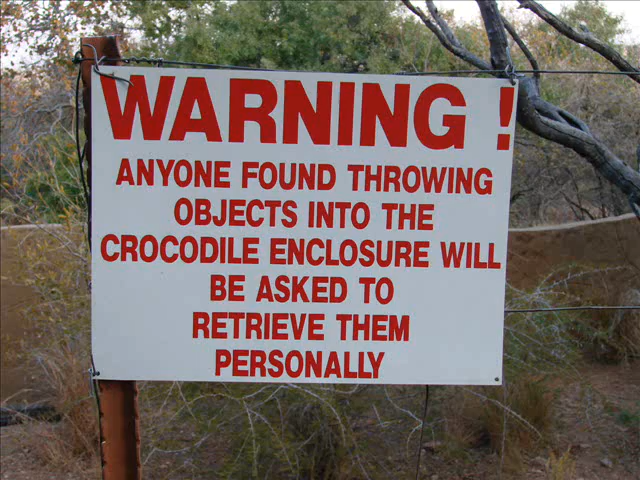 WARNING !
ANYONE FOUND THROWING
OBJECTS INTO THE
CROCODILE ENCLOSURE WILL
BE ASKED TO
RETRIEVE THEM
PERSONALLY